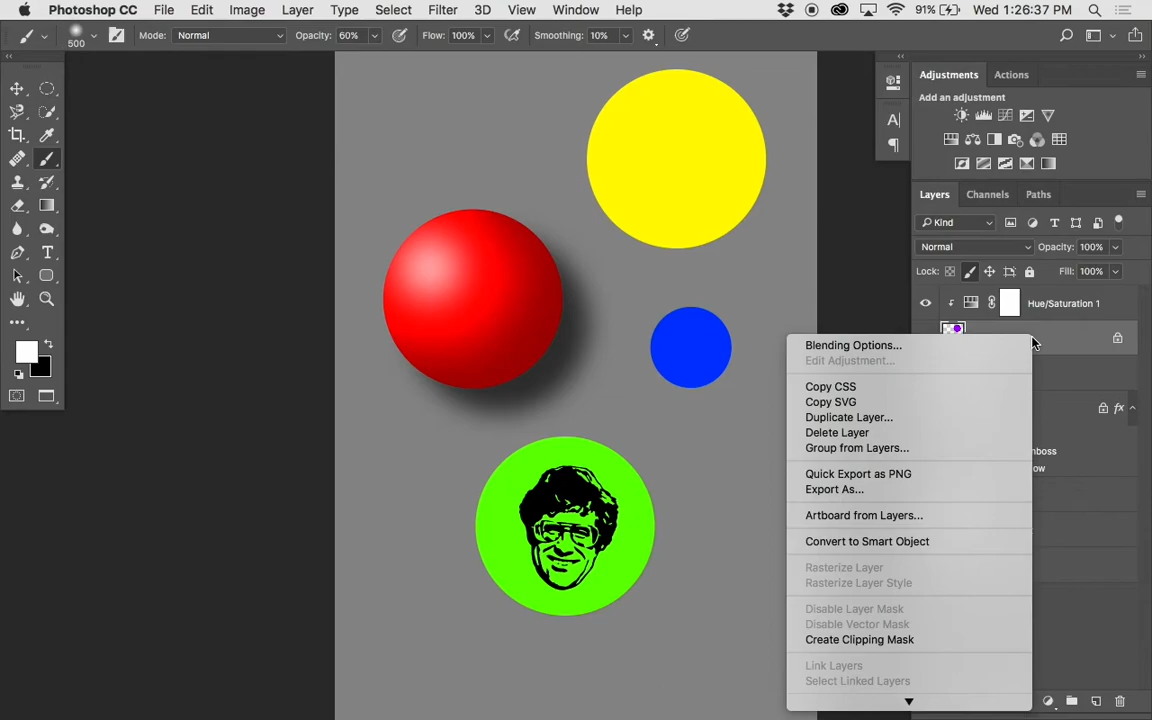 Photoshop CC File Edit Image Layer Type Select Filter 3D View Window Help 91% Wed 1:26:37 PM
500 Mode: Normal Opacity: 60% Flow: 100% Smoothing: 10%
Adjustments Actions
Add an adjustment
Layers Channels Paths
Kind
Normal Opacity: 100%
Lock: Fill: 100%
Hue/Saturation 1
Blending Options...
Edit Adjustment...
Copy CSS
Copy SVG
Duplicate Layer...
Delete Layer
Group from Layers...
fx
mboss
ow
Quick Export as PNG
Export As...
Artboard from Layers...
Convert to Smart Object
Rasterize Layer
Rasterize Layer Style
Disable Layer Mask
Disable Vector Mask
Create Clipping Mask
Link Layers
Select Linked Layers